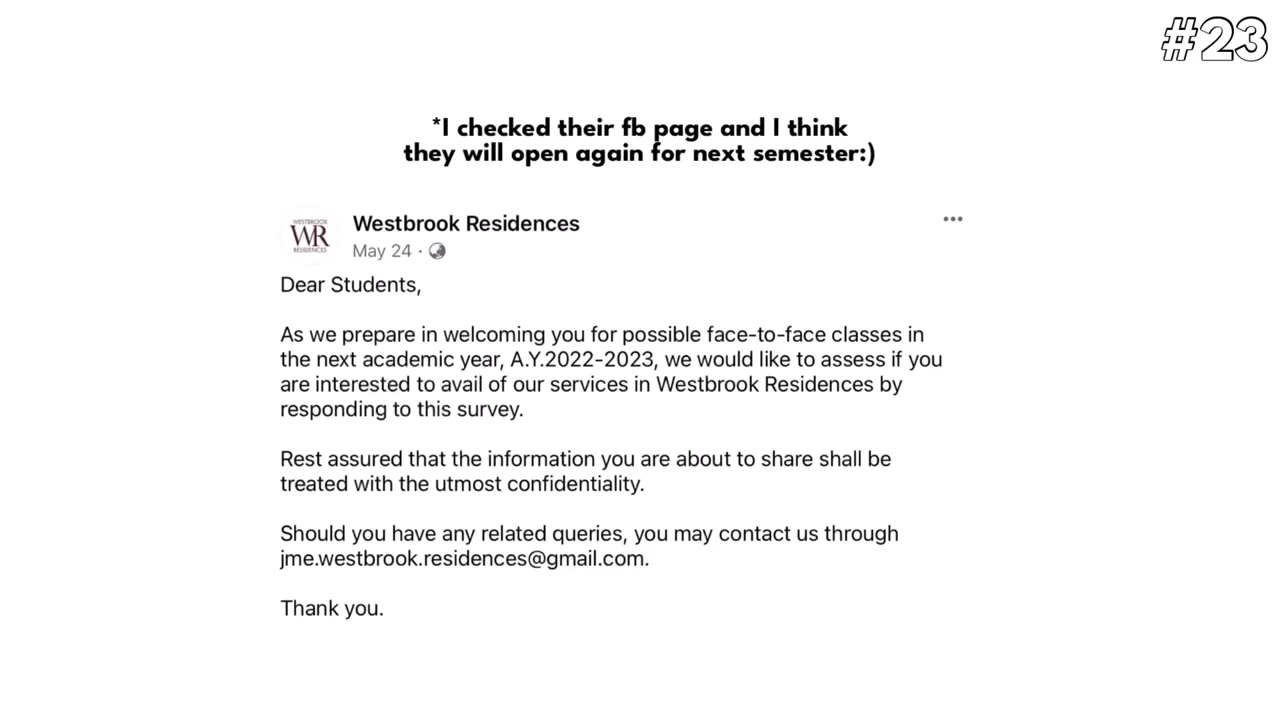 #23
*I checked their fb page and I think
they will open again for next semester:)
WESTBROOK
WR
RESIDENCES
Westbrook Residences
May 24 ·
Dear Students,
As we prepare in welcoming you for possible face-to-face classes in
the next academic year, A.Y.2022-2023, we would like to assess if you
are interested to avail of our services in Westbrook Residences by
responding to this survey.
Rest assured that the information you are about to share shall be
treated with the utmost confidentiality.
Should you have any related queries, you may contact us through
jme.westbrook.residences@gmail.com.
Thank you.